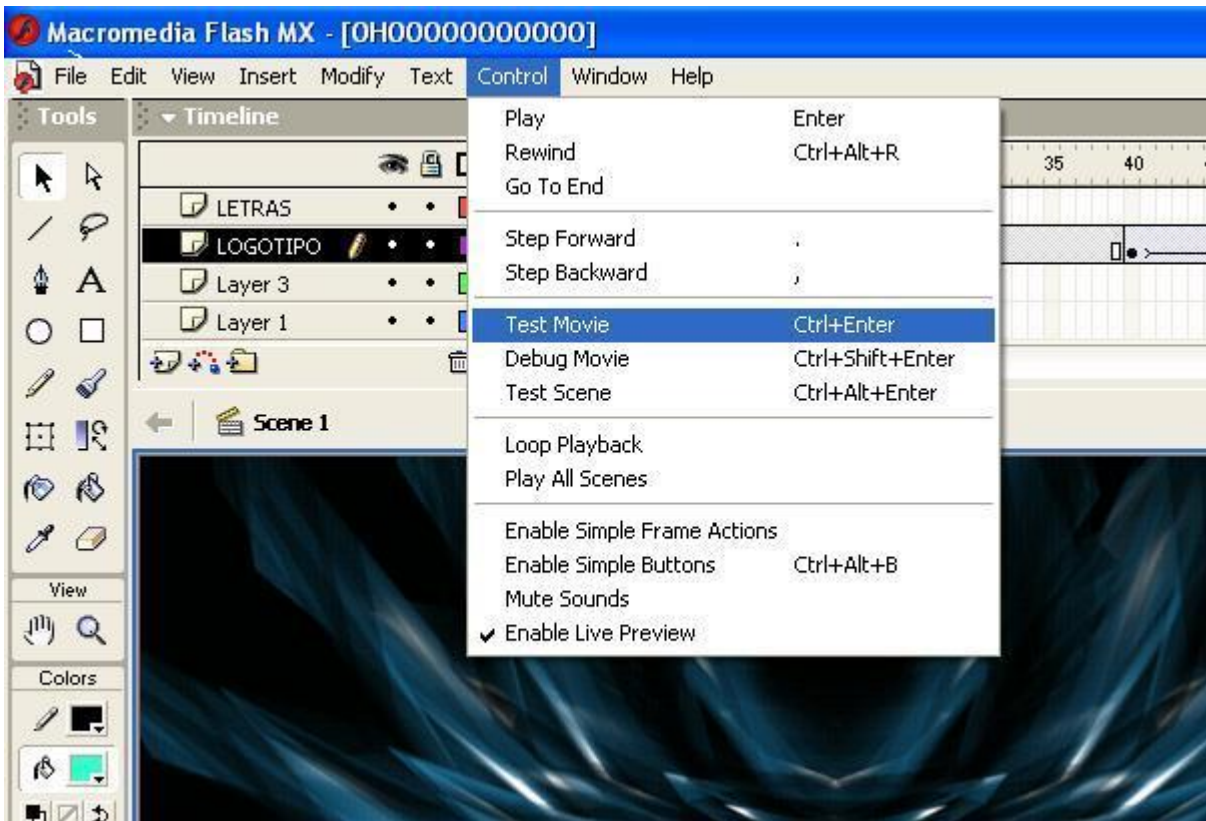 Macromedia Flash MX - [0H00000000000]
File Edit View Insert Modify Text Control Window Help
Tools
Timeline
35 40
LETRAS
LOGOTIPO
Layer 3
Layer 1
Scene 1
Play Enter
Rewind Ctrl+Alt+R
Go To End
Step Forward .
Step Backward ,
Test Movie Ctrl+Enter
Debug Movie Ctrl+Shift+Enter
Test Scene Ctrl+Alt+Enter
Loop Playback
Play All Scenes
Enable Simple Frame Actions
Enable Simple Buttons Ctrl+Alt+B
Mute Sounds
Enable Live Preview
View
Colors